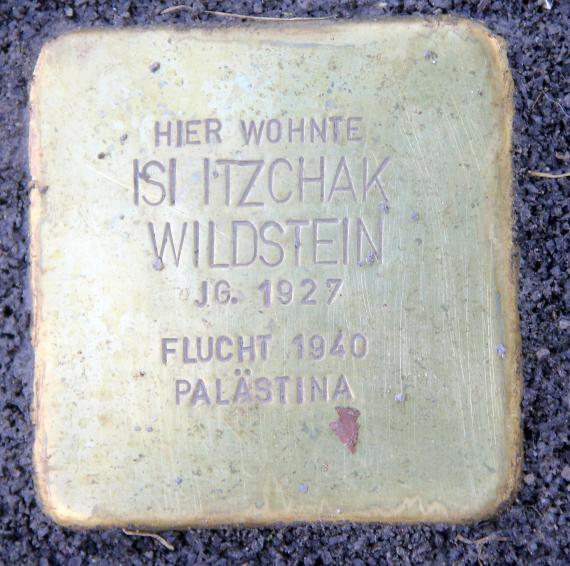 HIER WOHNTE
ISI ITZCHAK
WILDSTEIN
JG. 1927
FLUCHT 1940
PALÄSTINA